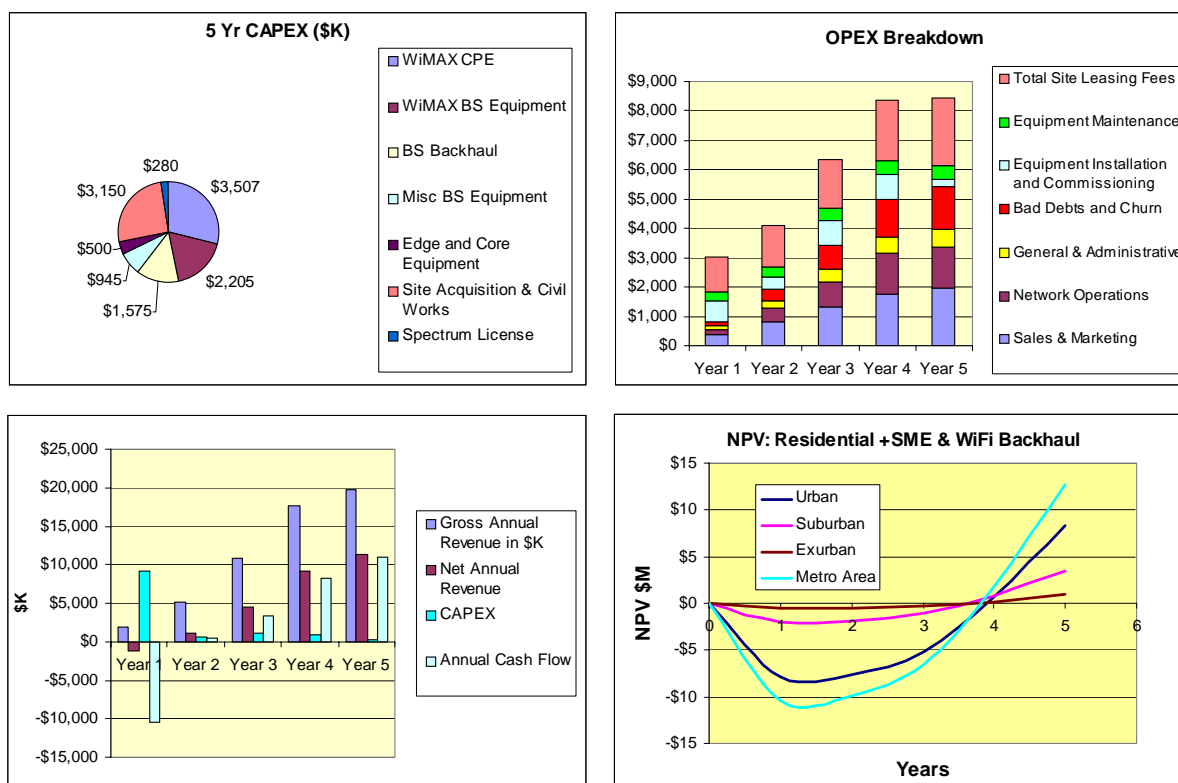 5 Yr CAPEX ($K)
$280
$3,507
$3,150
$500
$945
$1,575
$2,205
WiMAX CPE
WiMAX BS Equipment
BS Backhaul
Misc BS Equipment
Edge and Core
Equipment
Site Acquisition & Civil
Works
Spectrum License
OPEX Breakdown
$9,000
$8,000
$7,000
$6,000
$5,000
$4,000
$3,000
$2,000
$1,000
$0
Year 1 Year 2 Year 3 Year 4 Year 5
Total Site Leasing Fees
Equipment Maintenance
Equipment Installation
and Commissioning
Bad Debts and Churn
General & Administrative
Network Operations
Sales & Marketing
$25,000
$20,000
$15,000
$10,000
$5,000
$0
-$5,000
-$10,000
-$15,000
$K
Year 1 Year 2 Year 3 Year 4 Year 5
Gross Annual
Revenue in $K
Net Annual
Revenue
CAPEX
Annual Cash Flow
NPV: Residential +SME & WiFi Backhaul
$15
$10
$5
$0
-$5
-$10
-$15
NPV $M
Urban
Suburban
Exurban
Metro Area
0 1 2 3 4 5 6
Years